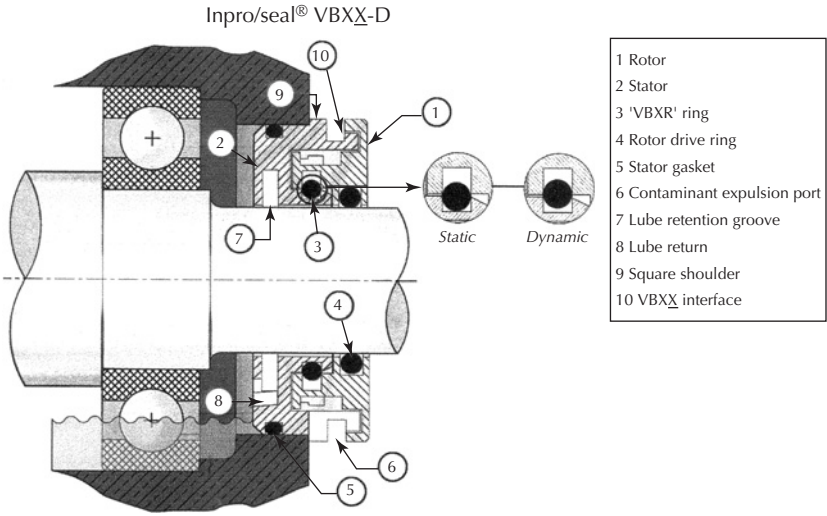 Inpro/seal® VBXX-D
10
9
1
2
7
3
Static
Dynamic
4
8
6
5
1 Rotor
2 Stator
3 'VBXR' ring
4 Rotor drive ring
5 Stator gasket
6 Contaminant expulsion port
7 Lube retention groove
8 Lube return
9 Square shoulder
10 VBXX interface